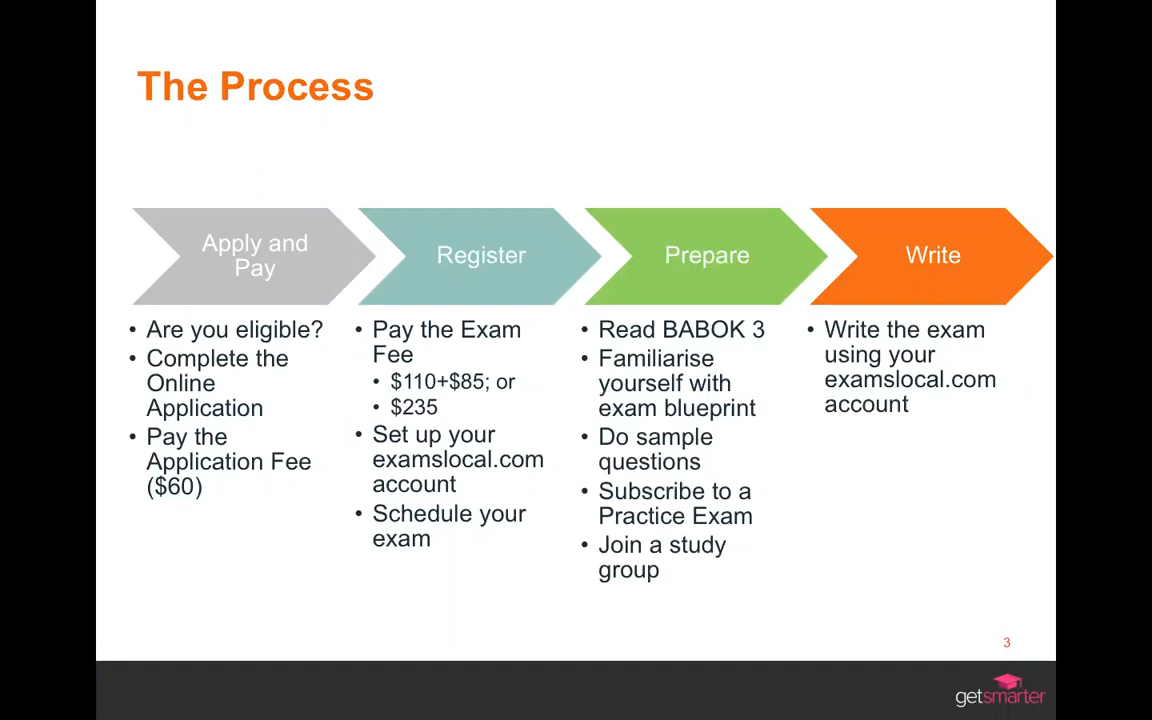 The Process
Apply and
Pay
• Are you eligible?
• Complete the
Online
Application
• Pay the
Application Fee
($60)
Register
• Pay the Exam
Fee
• $110+$85; or
• $235
• Set up your
examslocal.com
account
• Schedule your
exam
Prepare
• Read BABOK 3
• Familiarise
yourself with
exam blueprint
• Do sample
questions
• Subscribe to a
Practice Exam
• Join a study
group
Write
• Write the exam
using your
examslocal.com
account
3
getsmarter